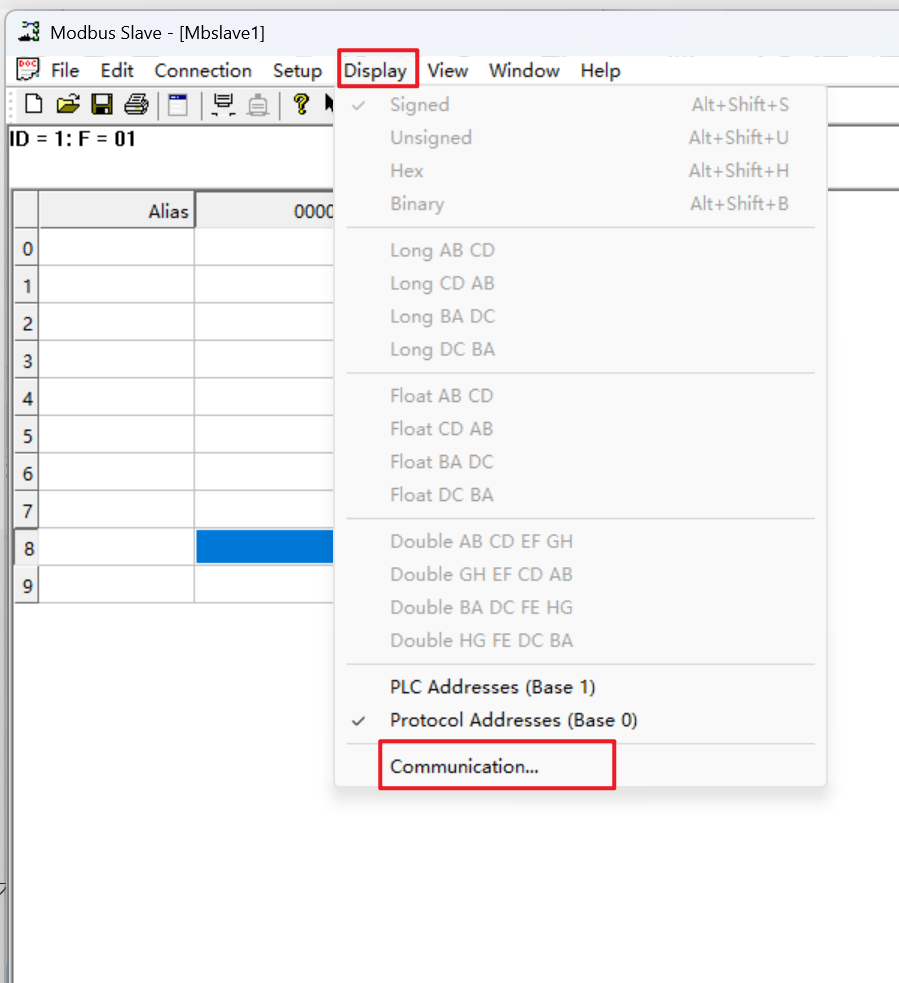 Modbus Slave - [Mbslave1]
DOC File Edit Connection Setup Display View Window Help
ID = 1: F = 01
Alias 0000
0
1
2
3
4
5
6
7
8
9
Signed Alt+Shift+S
Unsigned Alt+Shift+U
Hex Alt+Shift+H
Binary Alt+Shift+B
Long AB CD
Long CD AB
Long BA DC
Long DC BA
Float AB CD
Float CD AB
Float BA DC
Float DC BA
Double AB CD EF GH
Double GH EF CD AB
Double BA DC FE HG
Double HG FE DC BA
PLC Addresses (Base 1)
Protocol Addresses (Base 0)
Communication...